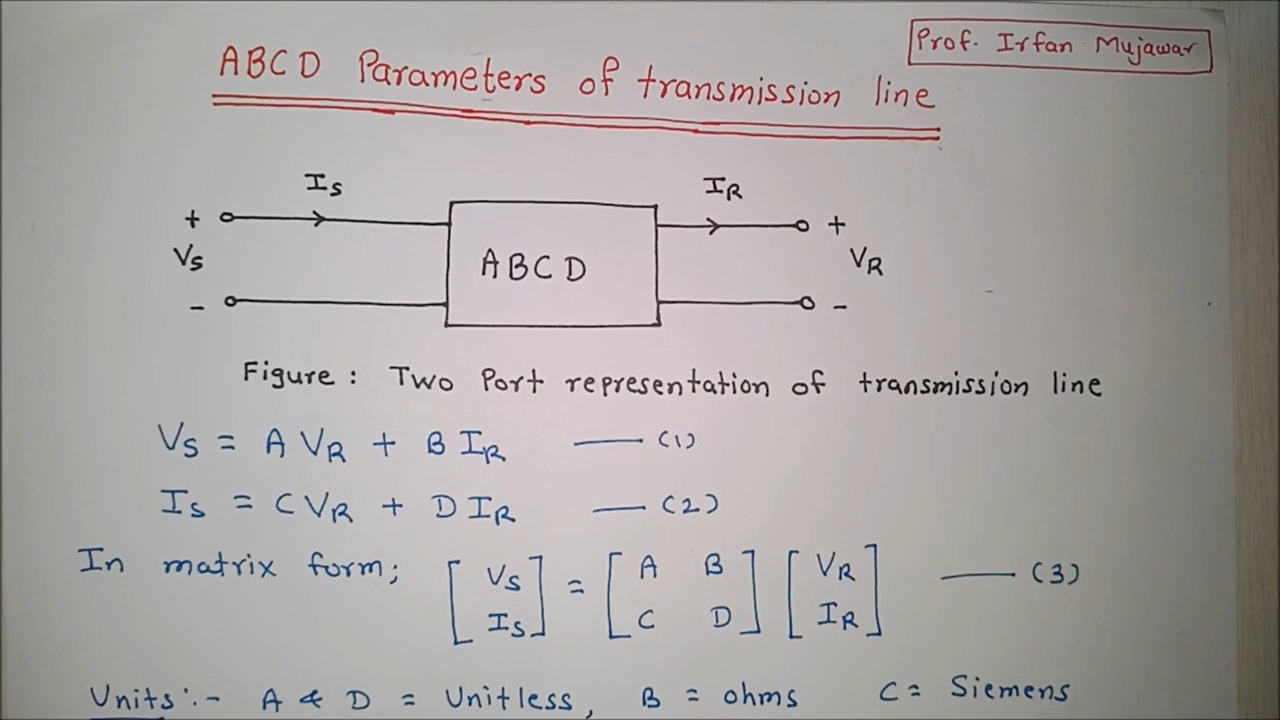 Prof. Irfan Mujawar
ABCD Parameters of transmission line
IS IR
+ +
VS ABCD VR
- -
Figure : Two Port representation of transmission line
VS = A VR + B IR —— (1)
IS = C VR + D IR —— (2)
In matrix form; [ VS ] = [ A B ] [ VR ] —— (3)
[ IS ] [ C D ] [ IR ]
Units :- A & D = Unitless, B = ohms C = Siemens